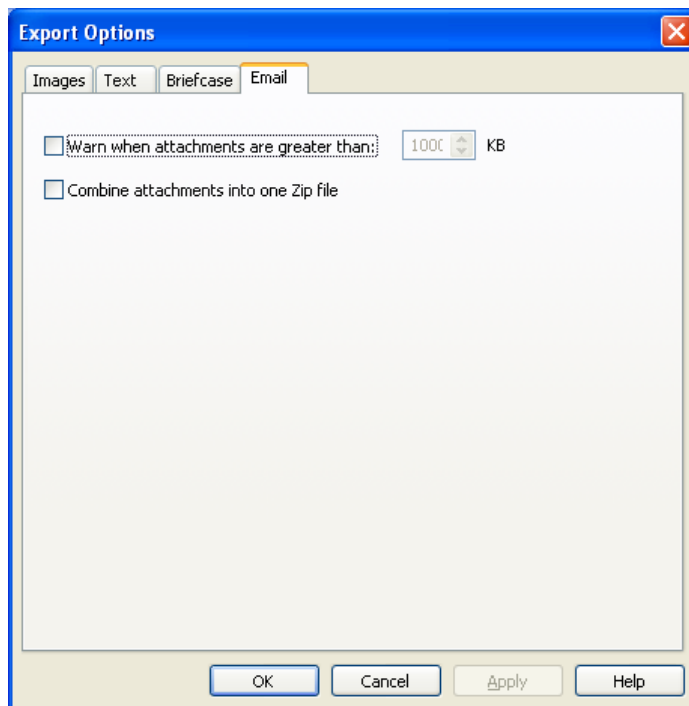 Export Options
Images Text Briefcase Email
Warn when attachments are greater than: 1000 KB
Combine attachments into one Zip file
OK Cancel Apply Help